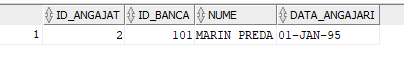 ID_ANGAJAT ID_BANCA NUME DATA_ANGAJARI
1 2 101 MARIN PREDA 01-JAN-95